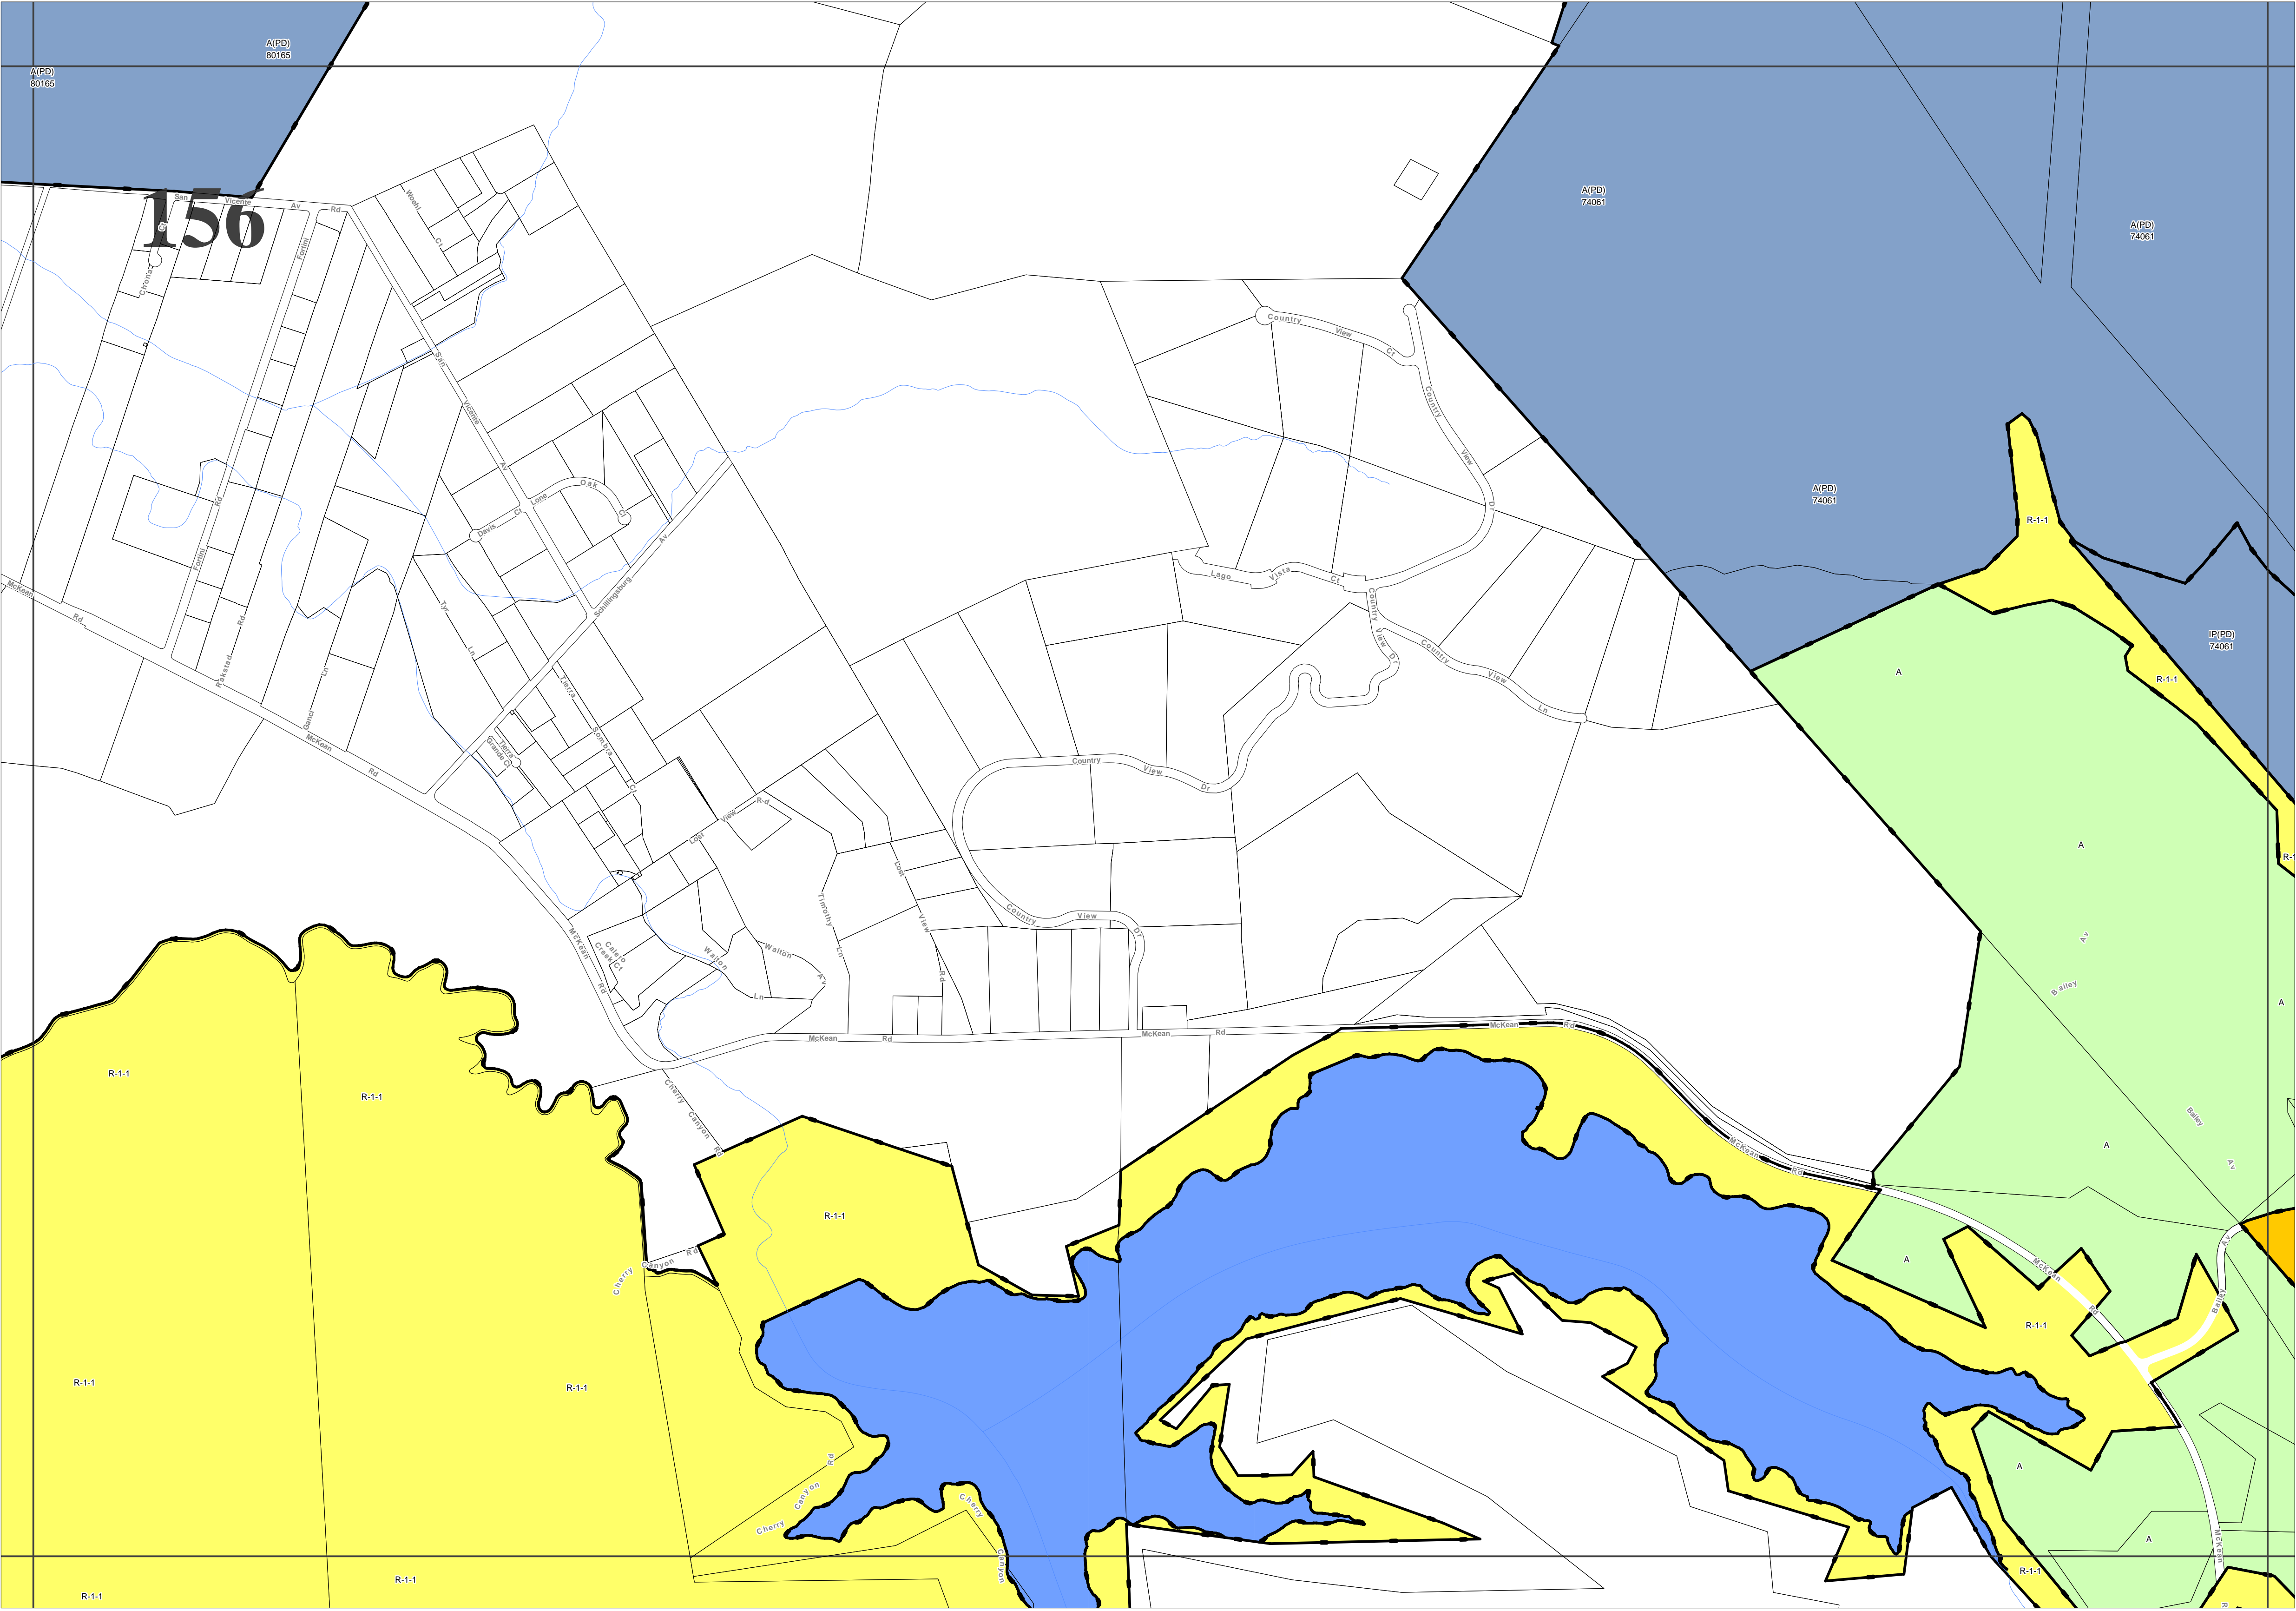 A(PD)
80165
A(PD)
80165
156
San Vicente Av
Rd
Woehl Ct
Ct
Chona
Fortini
San Vicente Av
Fortini Rd
McKean Rd
Rakstad Rd
Ganci Ln
McKean Rd
Davis Ct
Lone Oak Ct
Schillingsburg Av
Tyr Ln
Tierra Sombra Ct
Tierra
Grande Ct
Lost View Rd
Timothy Ln
Lost View Rd
Walton Av
Walton Ln
Calero
Creek Ct
McKean Rd
Country View Ct
Country View Dr
Lago Vista Ct
Country View Dr
Country View Ln
Country View Dr
Country View Dr
A(PD)
74061
A(PD)
74061
A(PD)
74061
R-1-1
IP(PD)
74061
R-1-1
A
A
R-1
Av
Bailey
A
Bailey Av
A
McKean Rd
McKean Rd
McKean Rd
McKean Rd
R-1-1
R-1-1
Cherry Canyon Rd
R-1-1
Cherry Canyon Rd
A
McKean Rd
Bailey Av
R-1-1
R-1-1
R-1-1
Cherry Canyon Rd
Cherry Canyon
A
A
McKean
R-1-1
R-1-1
R-1-1
R